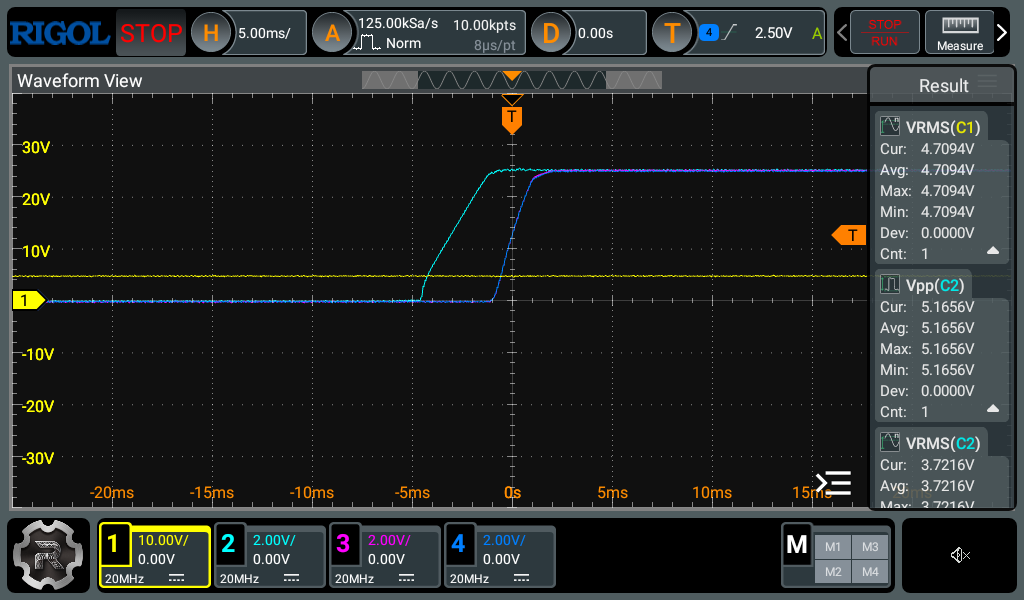 RIGOL STOP H 5.00ms/ A 125.00kSa/s 10.00kpts D 0.00s T 4 2.50V A STOP Measure
Norm 8µs/pt RUN
Waveform View
Result
T
30V
20V
10V
T
1
-10V
-20V
-30V
-20ms -15ms -10ms -5ms 0s 5ms 10ms 15ms
VRMS(C1)
Cur: 4.7094V
Avg: 4.7094V
Max: 4.7094V
Min: 4.7094V
Dev: 0.0000V
Cnt: 1
Vpp(C2)
Cur: 5.1656V
Avg: 5.1656V
Max: 5.1656V
Min: 5.1656V
Dev: 0.0000V
Cnt: 1
VRMS(C2)
Cur: 3.7216V
Avg: 3.7216V
Max: 3.7216V
R
1 10.00V/
0.00V
20MHz
2 2.00V/
0.00V
20MHz
3 2.00V/
0.00V
20MHz
4 2.00V/
0.00V
20MHz
M M1 M3
M2 M4